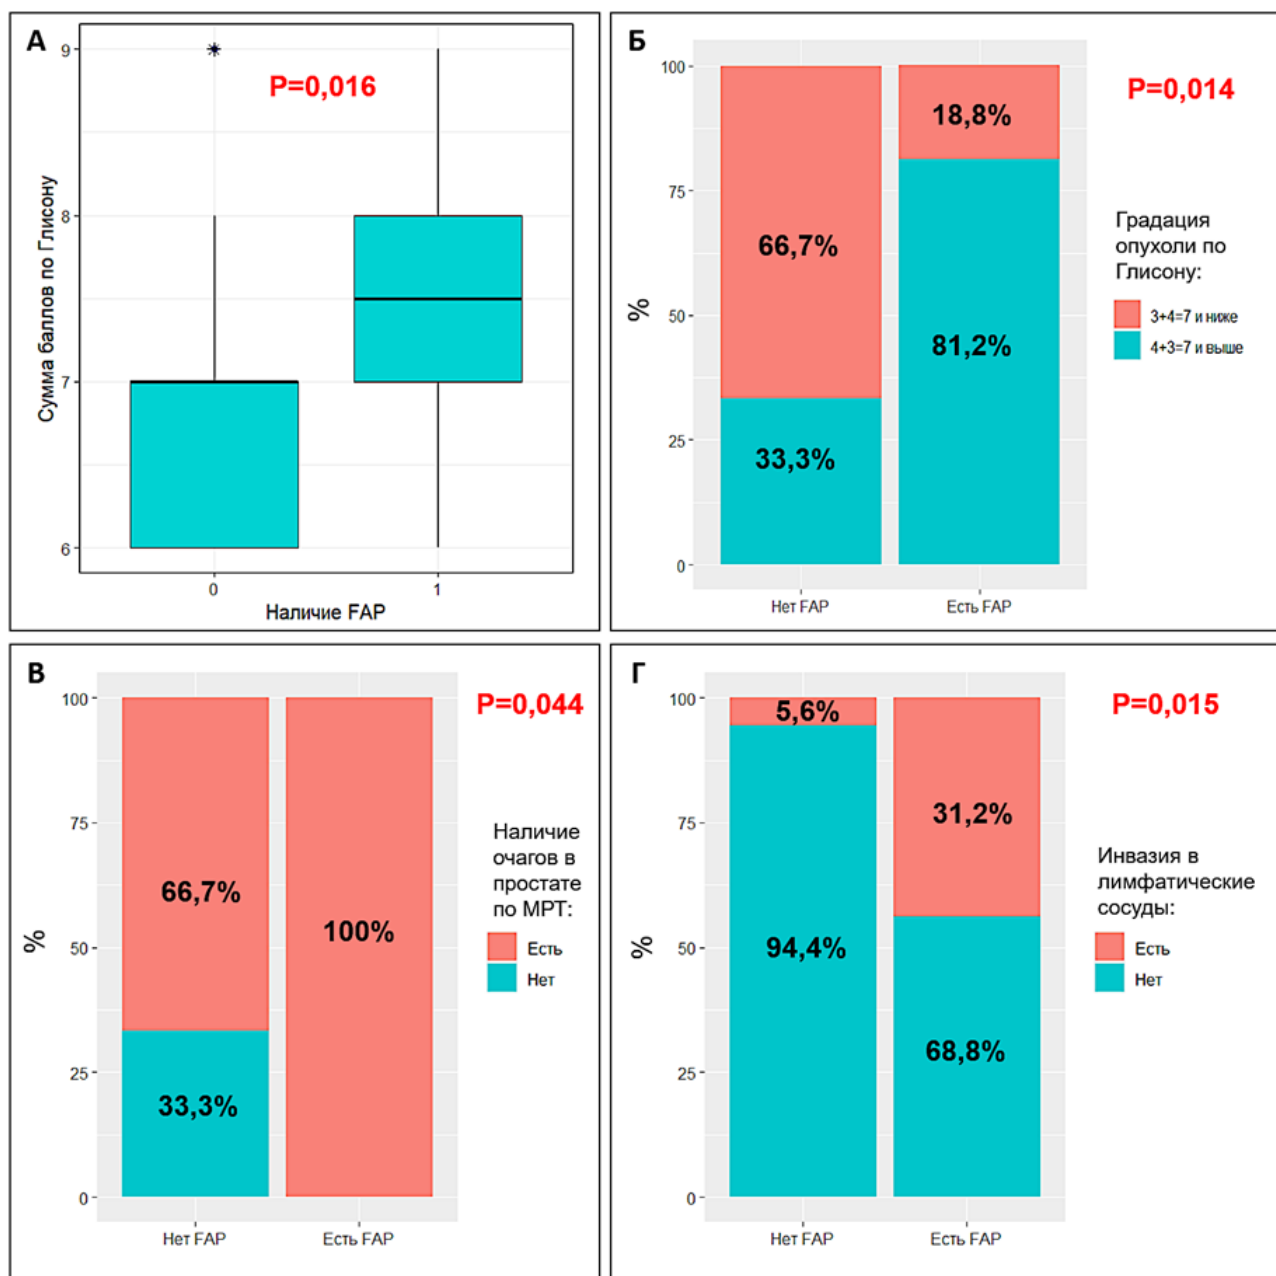 А
P=0,016
Сумма баллов по Глисону
9
8
7
6
0
1
Наличие FAP
Б
P=0,014
%
100
75
50
25
0
18,8%
66,7%
81,2%
33,3%
Нет FAP
Есть FAP
Градация
опухоли по
Глисону:
3+4=7 и ниже
4+3=7 и выше
В
P=0,044
%
100
75
50
25
0
66,7%
100%
33,3%
Нет FAP
Есть FAP
Наличие
очагов в
простате
по МРТ:
Есть
Нет
Г
P=0,015
%
100
75
50
25
0
5,6%
31,2%
94,4%
68,8%
Нет FAP
Есть FAP
Инвазия в
лимфатические
сосуды:
Есть
Нет